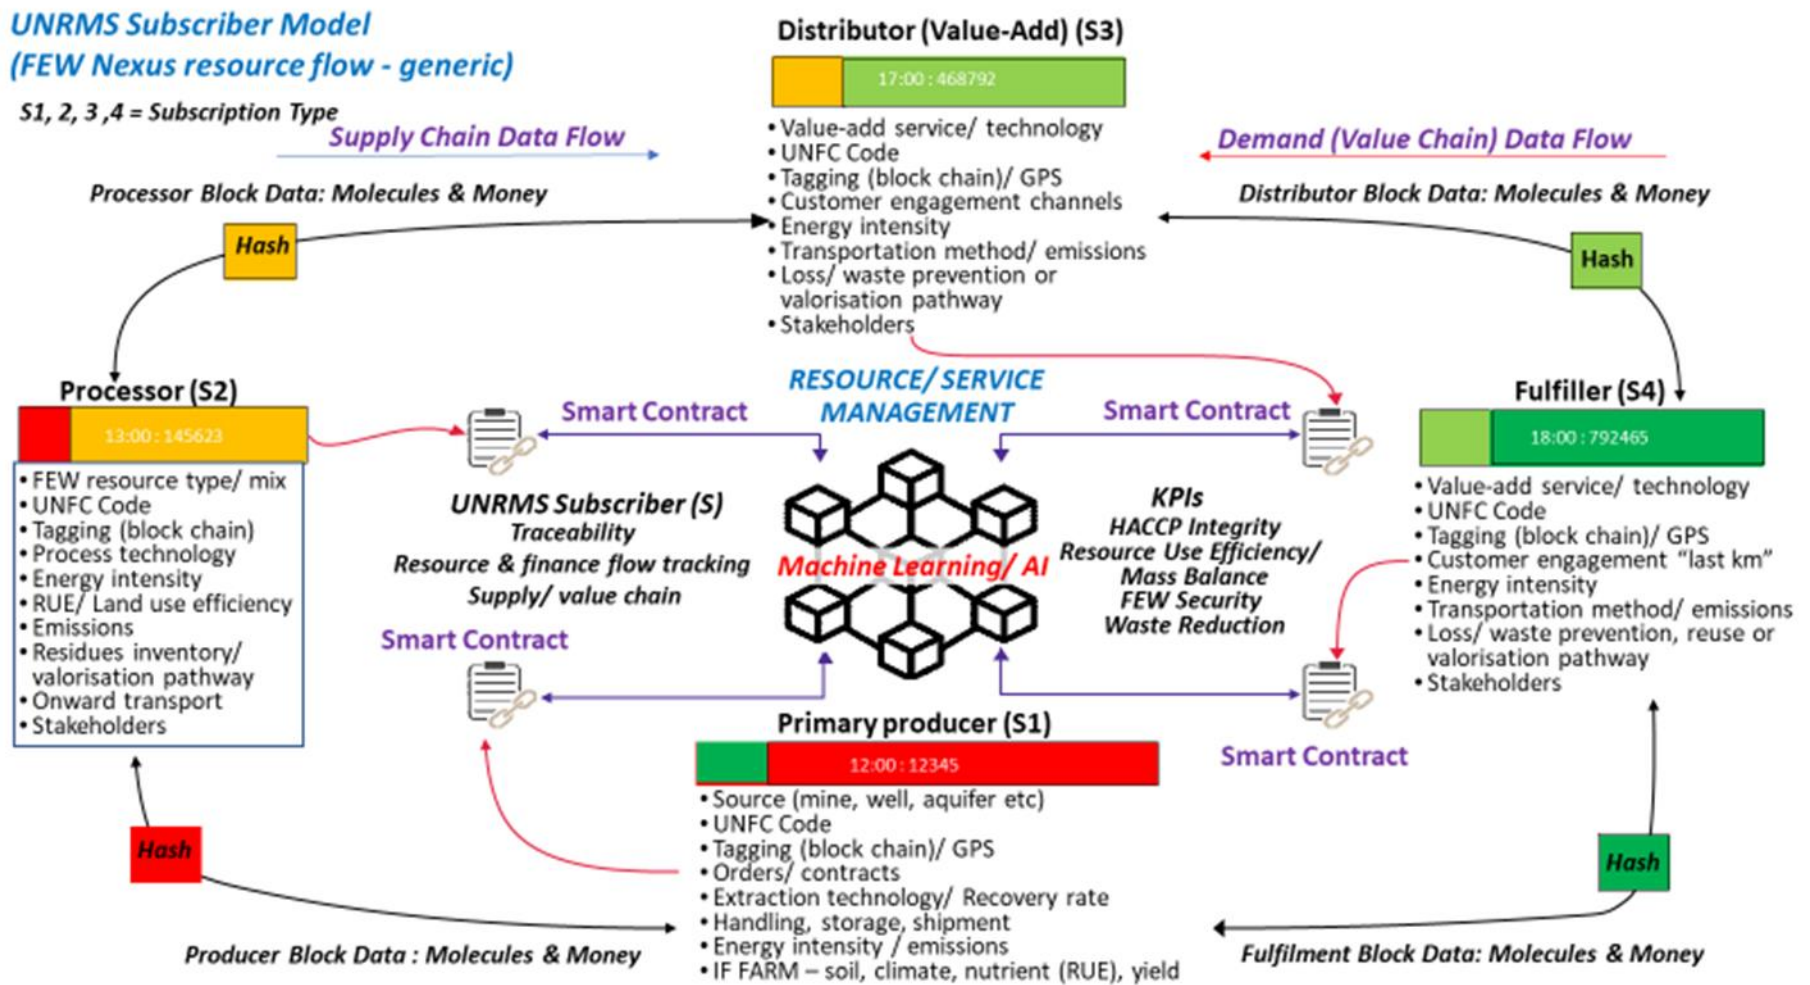 UNRMS Subscriber Model
(FEW Nexus resource flow - generic)
S1, 2, 3 ,4 = Subscription Type
Supply Chain Data Flow
Processor Block Data: Molecules & Money
Hash
Distributor (Value-Add) (S3)
17:00 : 468792
• Value-add service/ technology
• UNFC Code
• Tagging (block chain)/ GPS
• Customer engagement channels
• Energy intensity
• Transportation method/ emissions
• Loss/ waste prevention or
valorisation pathway
• Stakeholders
Demand (Value Chain) Data Flow
Distributor Block Data: Molecules & Money
Hash
Processor (S2)
13:00 : 145623
• FEW resource type/ mix
• UNFC Code
• Tagging (block chain)
• Process technology
• Energy intensity
• RUE/ Land use efficiency
• Emissions
• Residues inventory/
valorisation pathway
• Onward transport
• Stakeholders
Smart Contract
RESOURCE/ SERVICE
MANAGEMENT
Smart Contract
UNRMS Subscriber (S)
Traceability
Resource & finance flow tracking
Supply/ value chain
Smart Contract
Machine Learning/ AI
KPIs
HACCP Integrity
Resource Use Efficiency/
Mass Balance
FEW Security
Waste Reduction
Fulfiller (S4)
18:00 : 792465
• Value-add service/ technology
• UNFC Code
• Tagging (block chain)/ GPS
• Customer engagement “last km”
• Energy intensity
• Transportation method/ emissions
• Loss/ waste prevention, reuse or
valorisation pathway
• Stakeholders
Smart Contract
Primary producer (S1)
12:00 : 12345
• Source (mine, well, aquifer etc)
• UNFC Code
• Tagging (block chain)/ GPS
• Orders/ contracts
• Extraction technology/ Recovery rate
• Handling, storage, shipment
• Energy intensity / emissions
• IF FARM – soil, climate, nutrient (RUE), yield
Hash
Producer Block Data : Molecules & Money
Hash
Fulfilment Block Data: Molecules & Money